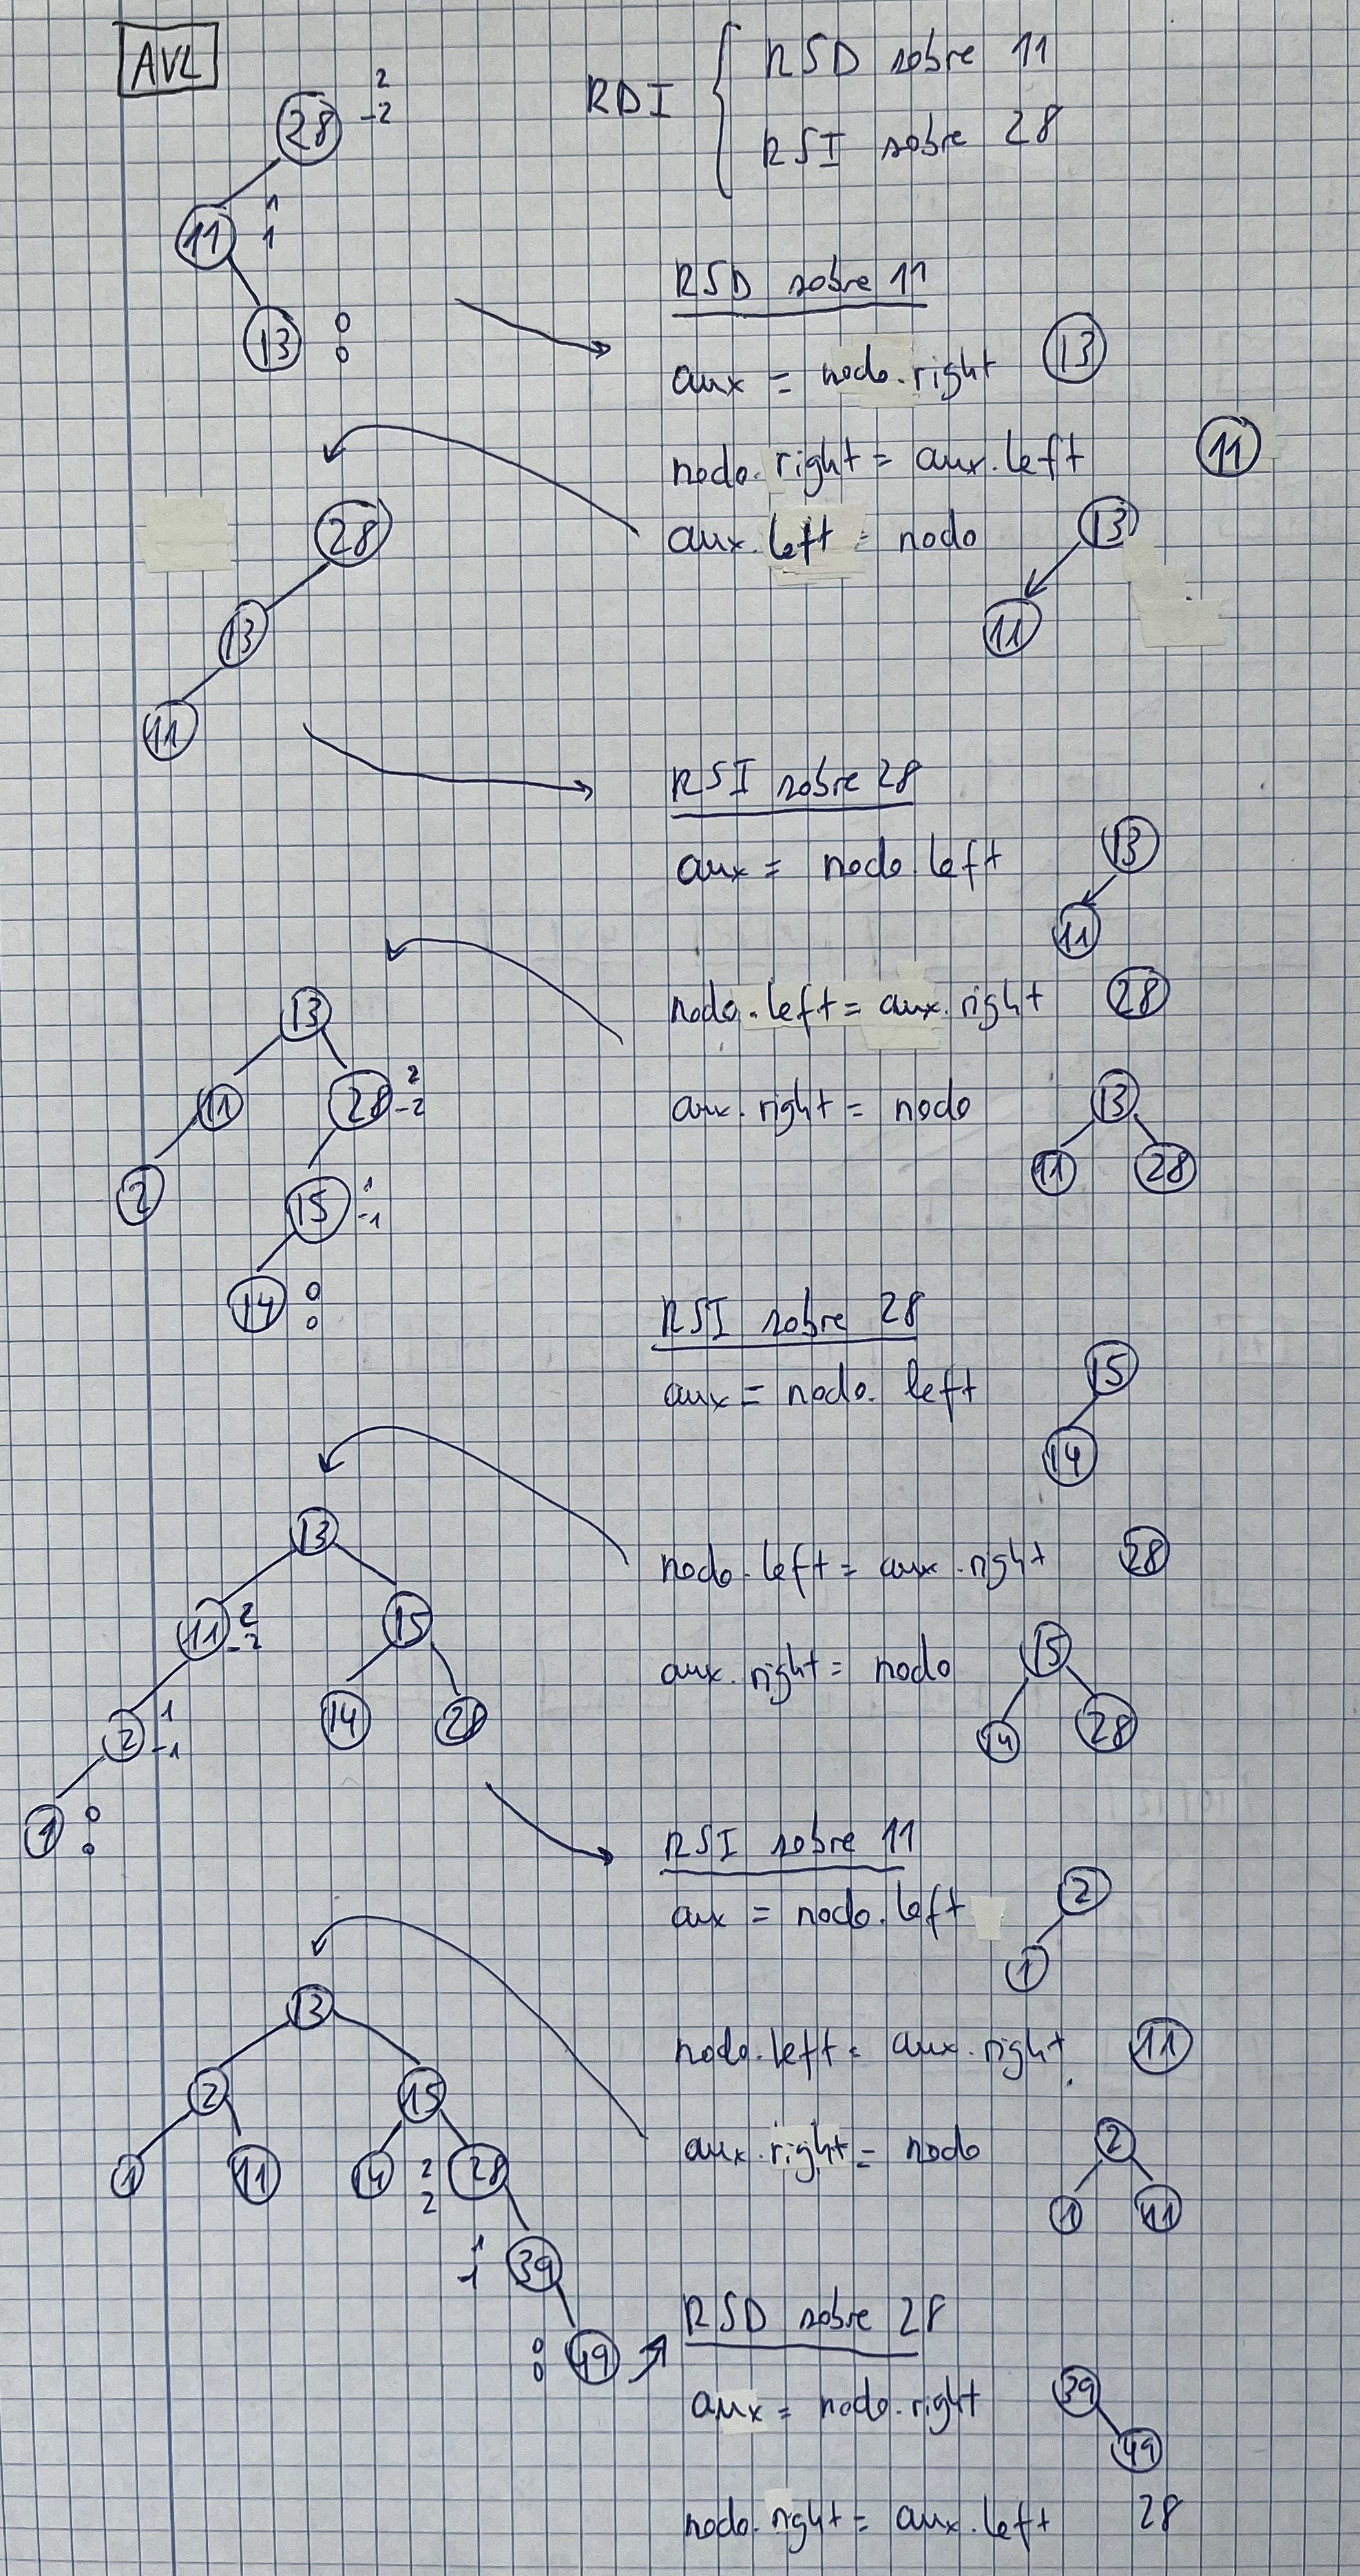 AVL
RDI { RSD sobre 11
RSI sobre 28
28 2 -2
11 1 1
13 0 0
RSD sobre 11
aux = nodo.right 13
nodo.right = aux.left 11
aux.left = nodo 13
11
28
13
11
RSI sobre 28
aux = nodo.left 13
11
nodo.left = aux.right 28
aux.right = nodo 13
11 28
13
11 28 2 -2
2 15 1 -1
14 0 0
RSI sobre 28
aux = nodo.left 15
14
nodo.left = aux.right 28
aux.right = nodo 15
14 28
13
11 2 -2 15
2 1 -1 14 28
1 0 0
RSI sobre 11
aux = nodo.left 2
1
nodo.left = aux.right 11
aux.right = nodo 2
1 11
13
2 15
1 11 14 2 2 28
1 1 39
0 0 49
RSD sobre 28
aux = nodo.right 39
49
nodo.right = aux.left 28